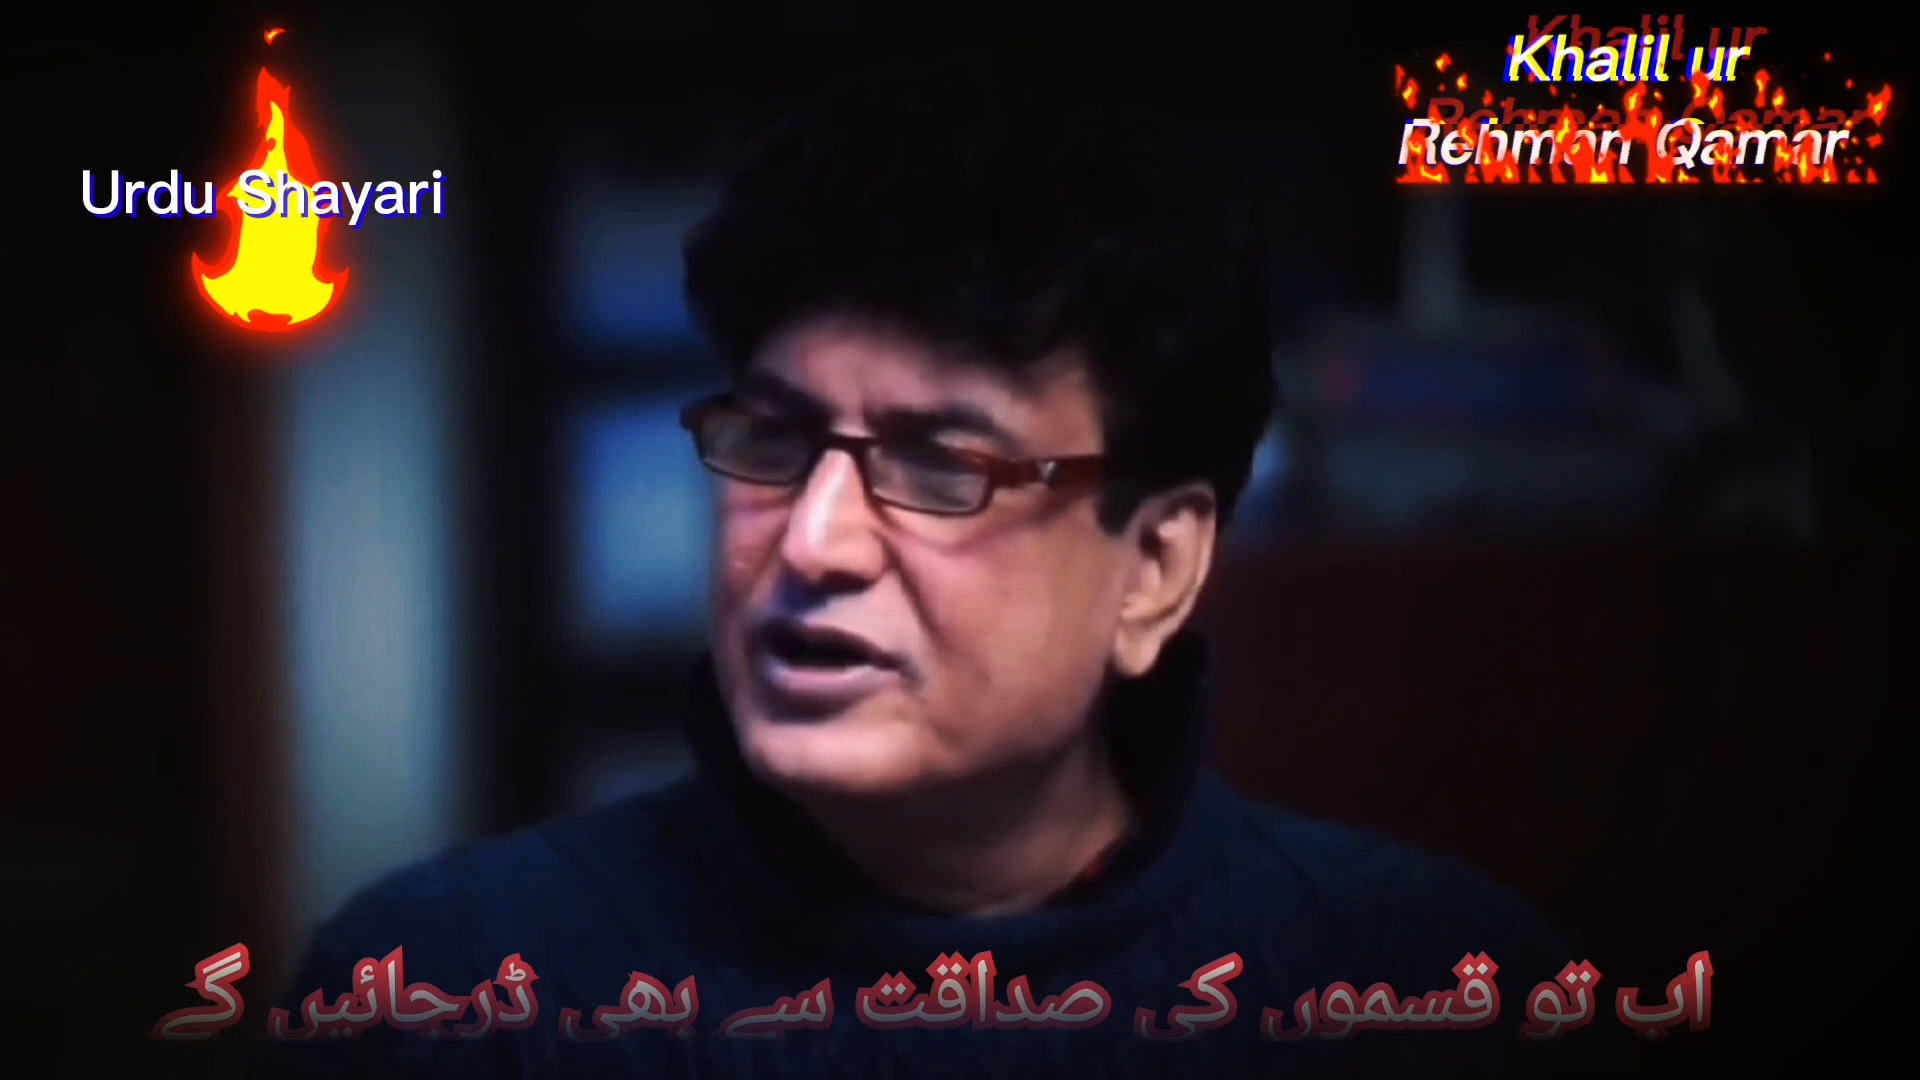 Urdu Shayari
Khalil ur
Rehman Qamar
اب تو قسموں کی صداقت سے بھی ڈرجائیں گے